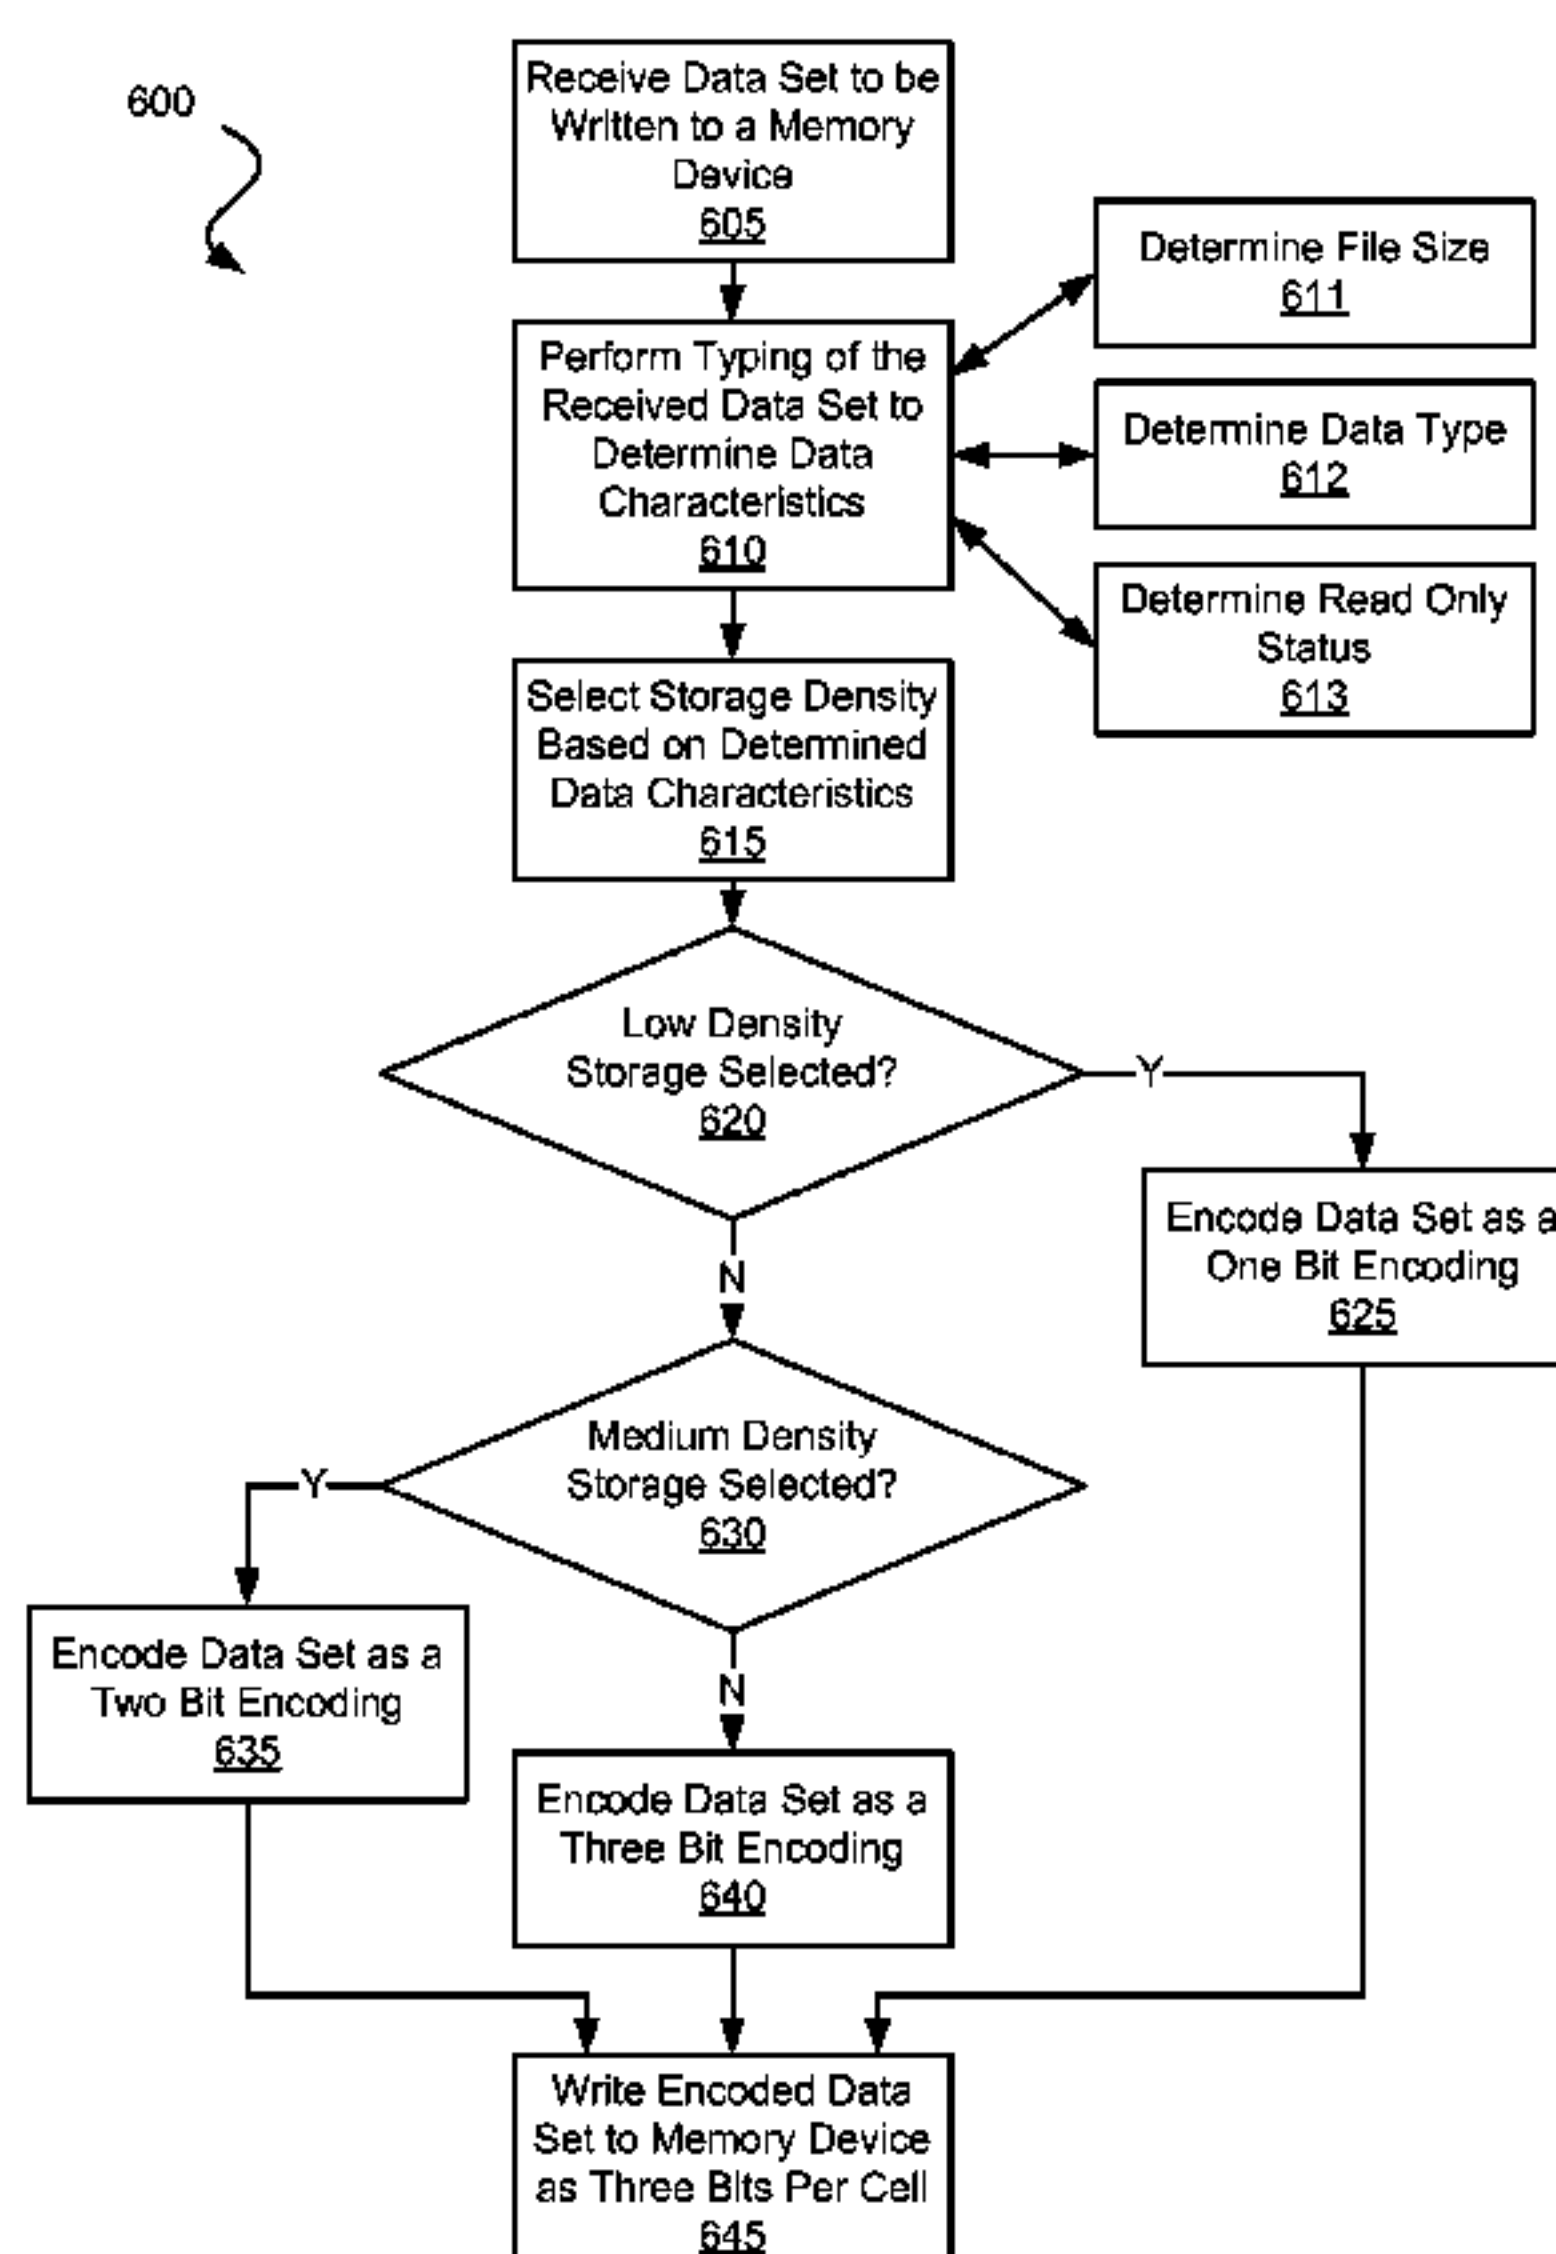 600
Receive Data Set to be
Written to a Memory
Device
605
Determine File Size
611
Perform Typing of the
Received Data Set to
Determine Data
Characteristics
610
Determine Data Type
612
Determine Read Only
Status
613
Select Storage Density
Based on Determined
Data Characteristics
615
Low Density
Storage Selected?
620
Y
N
Encode Data Set as a
One Bit Encoding
625
Medium Density
Storage Selected?
630
Y
N
Encode Data Set as a
Two Bit Encoding
635
Encode Data Set as a
Three Bit Encoding
640
Write Encoded Data
Set to Memory Device
as Three Bits Per Cell
645